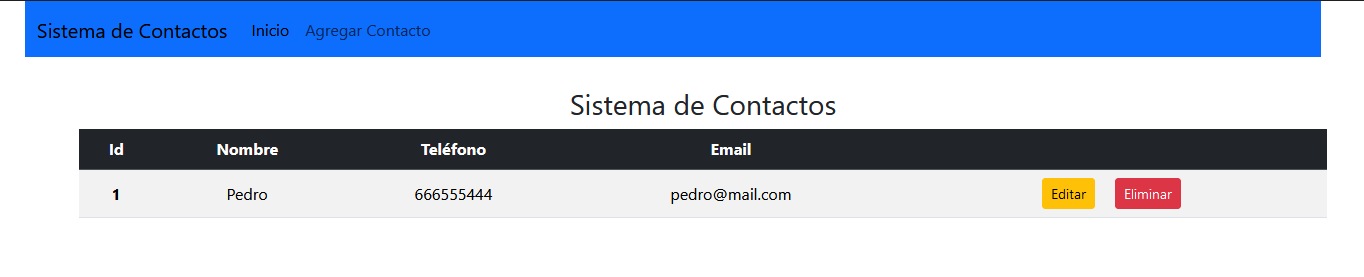 Sistema de Contactos Inicio Agregar Contacto
Sistema de Contactos
Id Nombre Teléfono Email
1 Pedro 666555444 pedro@mail.com Editar Eliminar